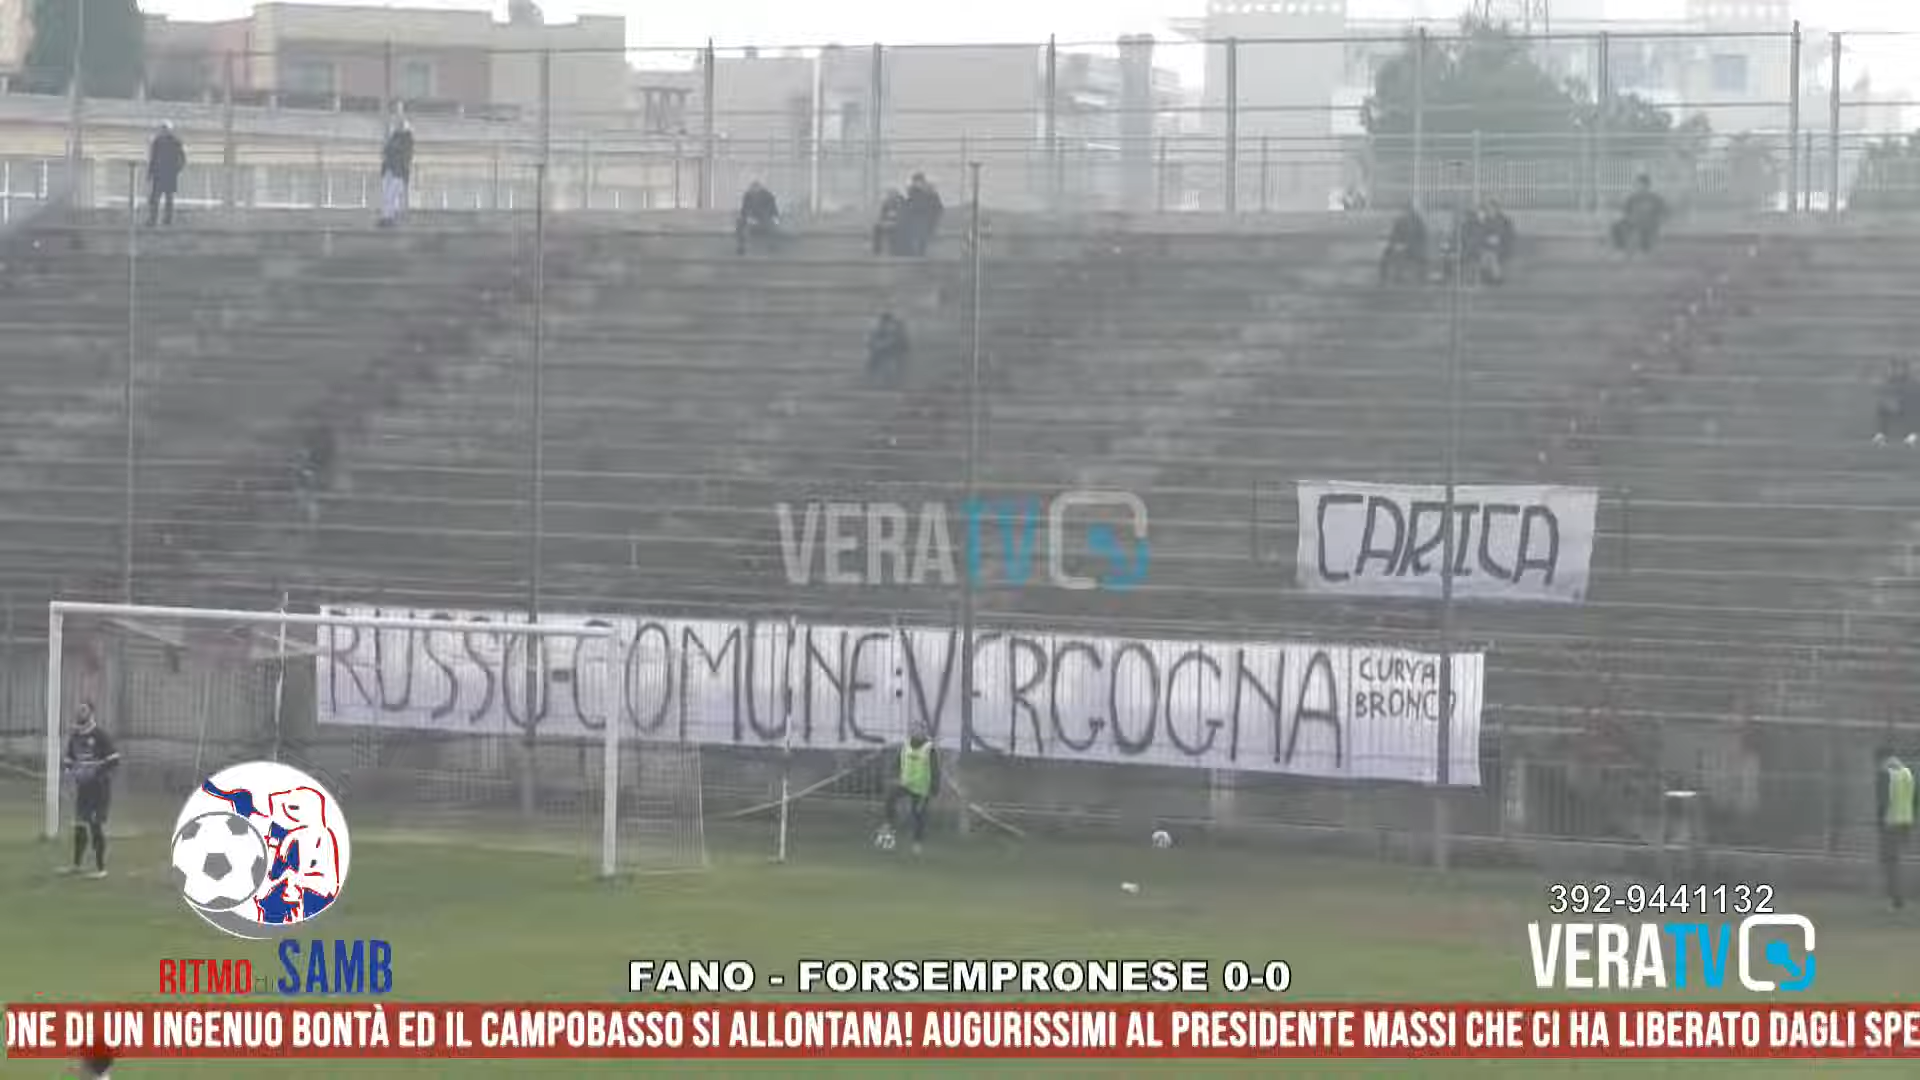 VERATV
CARICA
RUSSO-COMUNE:VERGOGNA
CURVA
BRONCO
392-9441132
VERATV
RITMO di SAMB
FANO - FORSEMPRONESE 0-0
ONE DI UN INGENUO BONTÀ ED IL CAMPOBASSO SI ALLONTANA! AUGURISSIMI AL PRESIDENTE MASSI CHE CI HA LIBERATO DAGLI SPE